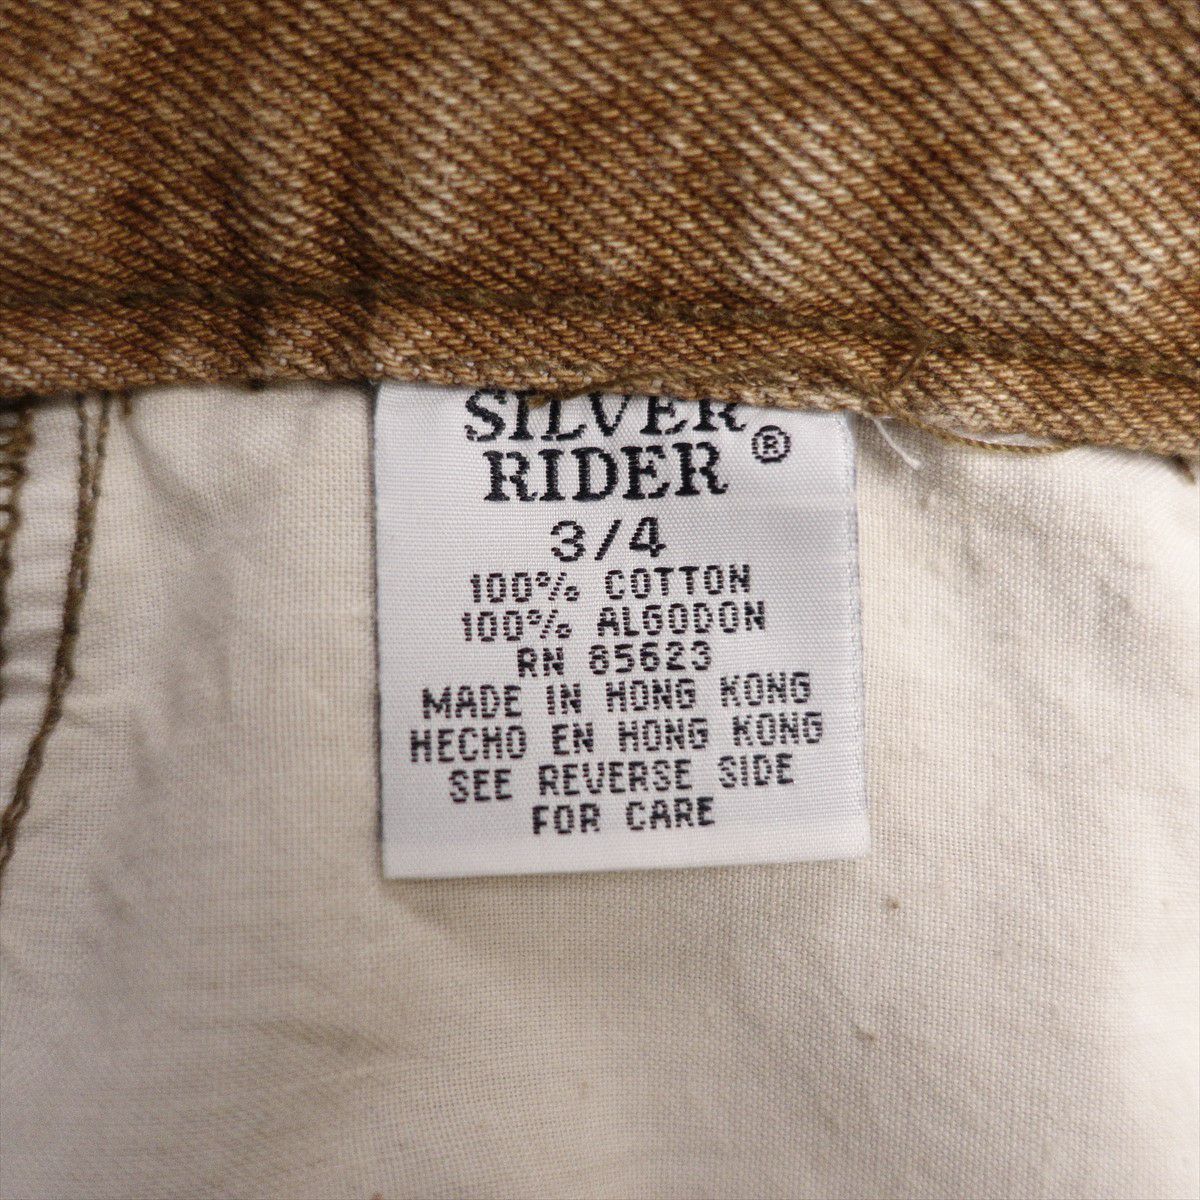 SILVER
RIDER ®
3/4
100% COTTON
100% ALGODON
RN 85623
MADE IN HONG KONG
HECHO EN HONG KONG
SEE REVERSE SIDE
FOR CARE